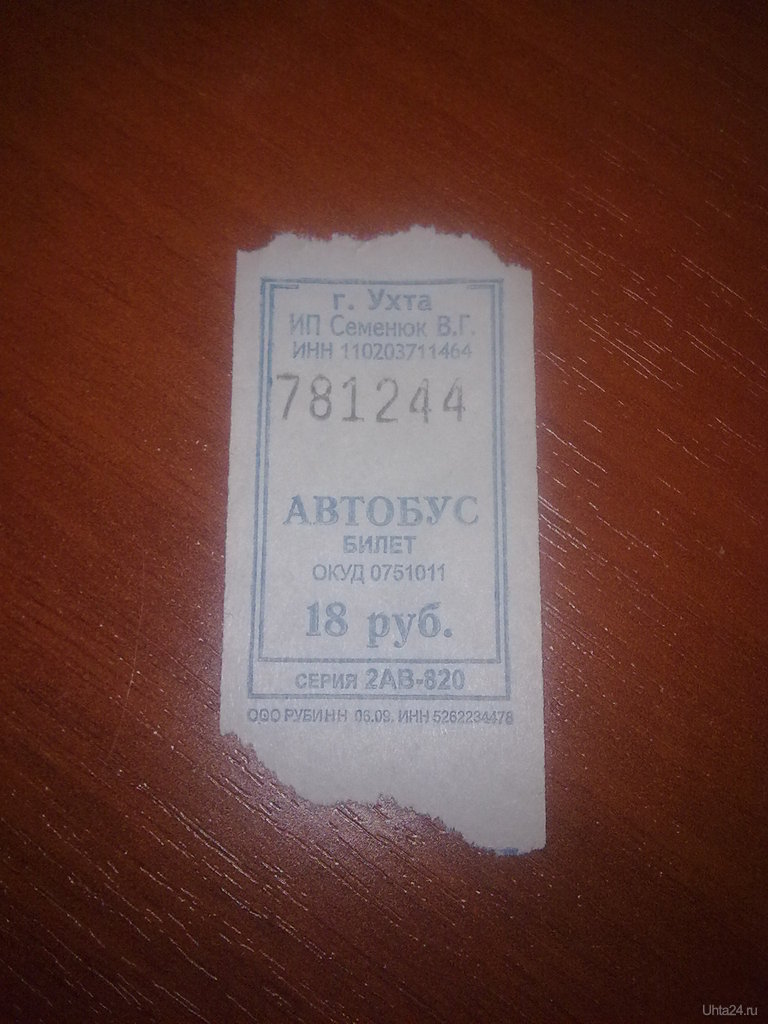 г. Ухта
ИП Семенюк В.Г.
ИНН 110203711464
781244
АВТОБУС
БИЛЕТ
ОКУД 0751011
18 руб.
СЕРИЯ 2АВ-820
ООО РУБИНН 06.09. ИНН 5262234478
Uhta24.ru